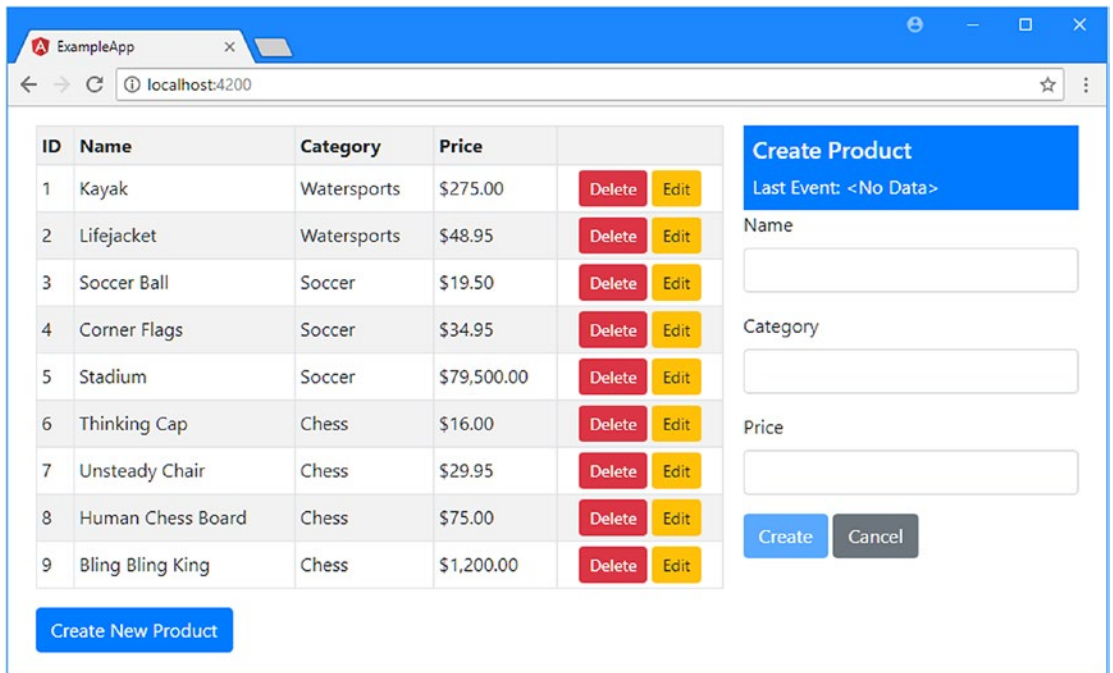 ExampleApp
localhost:4200
ID Name Category Price
1 Kayak Watersports $275.00 Delete Edit
2 Lifejacket Watersports $48.95 Delete Edit
3 Soccer Ball Soccer $19.50 Delete Edit
4 Corner Flags Soccer $34.95 Delete Edit
5 Stadium Soccer $79,500.00 Delete Edit
6 Thinking Cap Chess $16.00 Delete Edit
7 Unsteady Chair Chess $29.95 Delete Edit
8 Human Chess Board Chess $75.00 Delete Edit
9 Bling Bling King Chess $1,200.00 Delete Edit
Create New Product
Create Product
Last Event: <No Data>
Name
Category
Price
Create Cancel